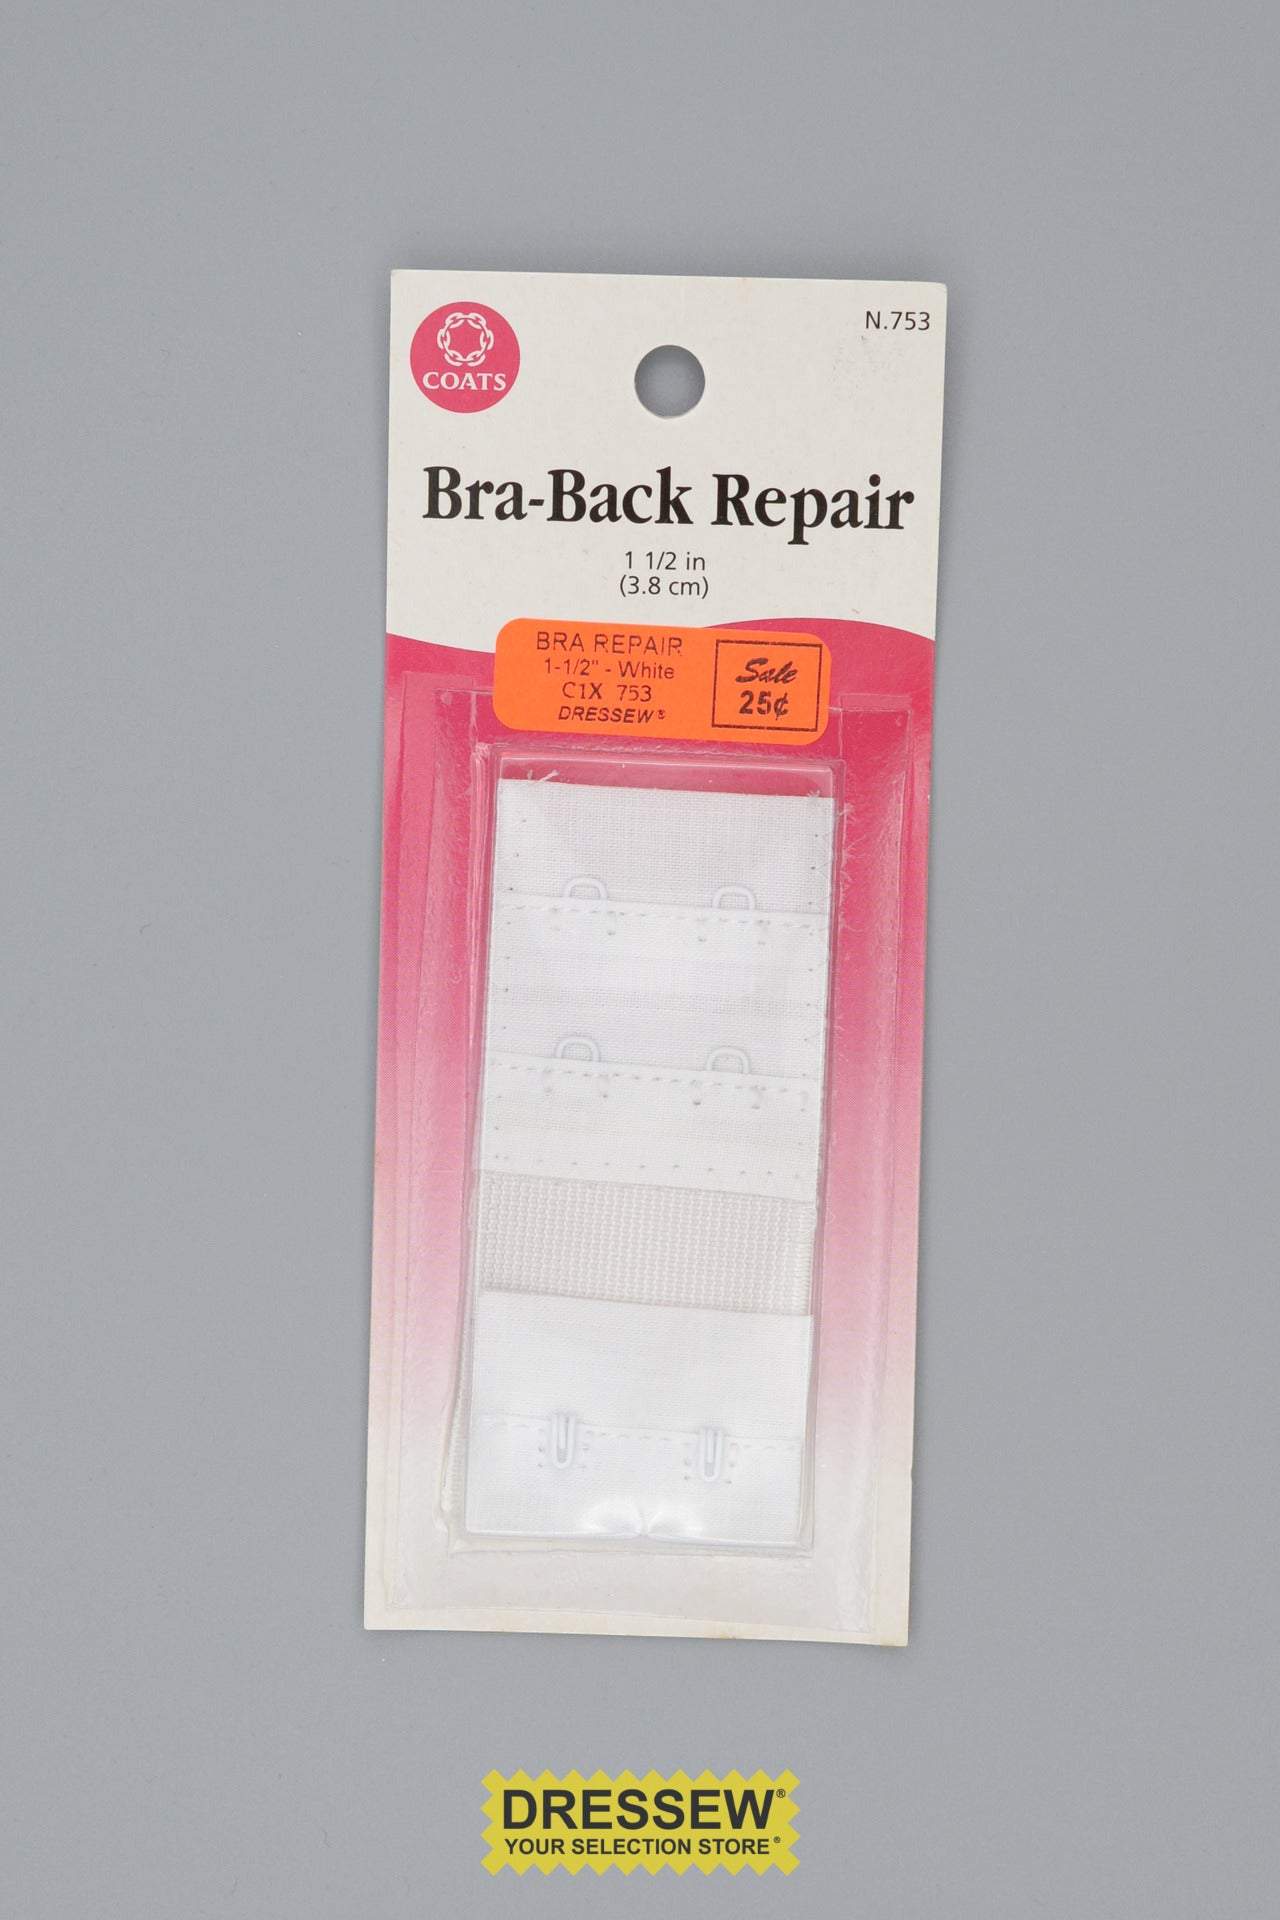 N.753
COATS
Bra-Back Repair
1 1/2 in
(3.8 cm)
BRA REPAIR
1-1/2" - White
C1X 753
DRESSEW®
Sale
25¢
DRESSEW®
YOUR SELECTION STORE®